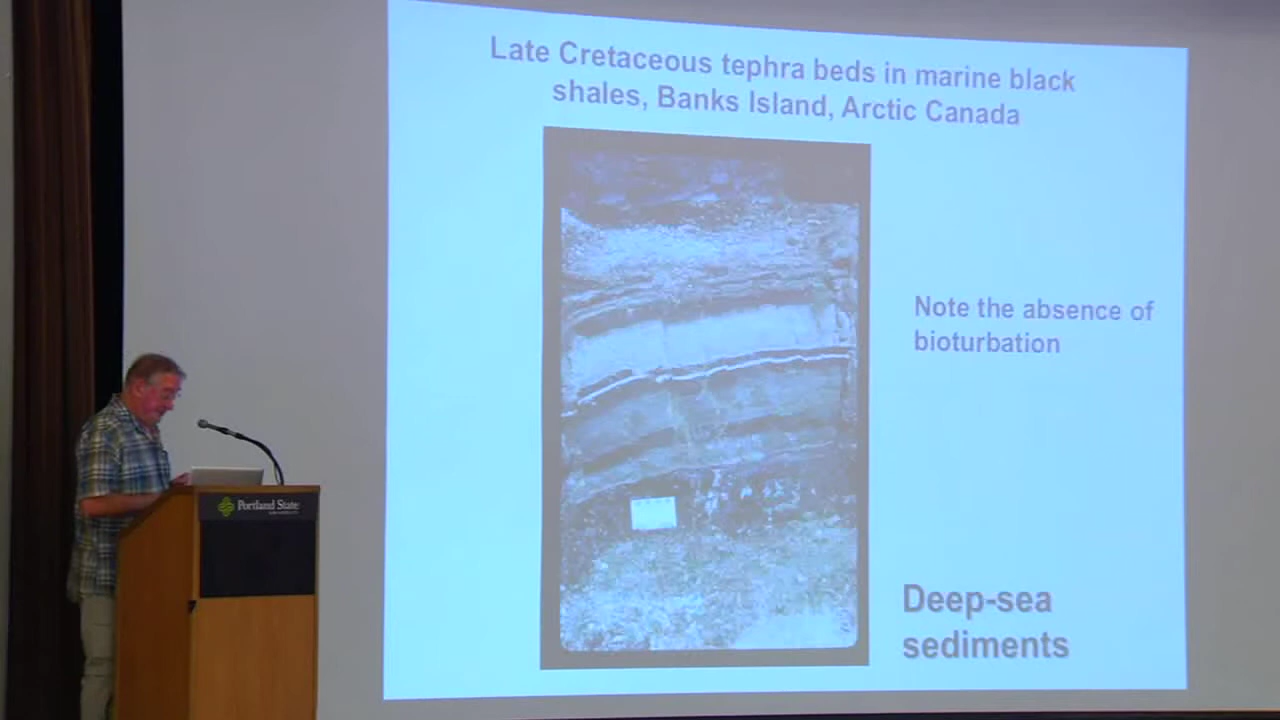 Late Cretaceous tephra beds in marine black
shales, Banks Island, Arctic Canada
Note the absence of
bioturbation
Deep-sea
sediments
Portland State